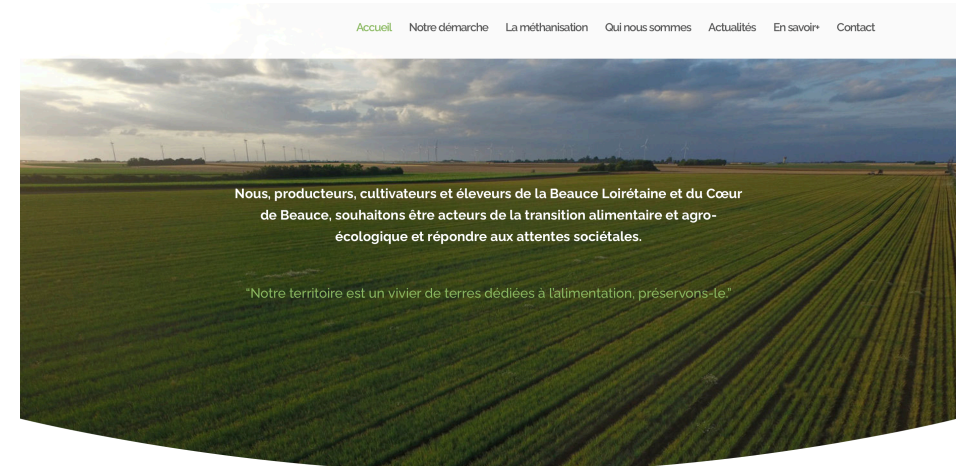 Accueil Notre démarche La méthanisation Qui nous sommes Actualités En savoir+ Contact
Nous, producteurs, cultivateurs et éleveurs de la Beauce Loirétaine et du Cœur
de Beauce, souhaitons être acteurs de la transition alimentaire et agro-
écologique et répondre aux attentes sociétales.
“Notre territoire est un vivier de terres dédiées à l’alimentation, préservons-le.”